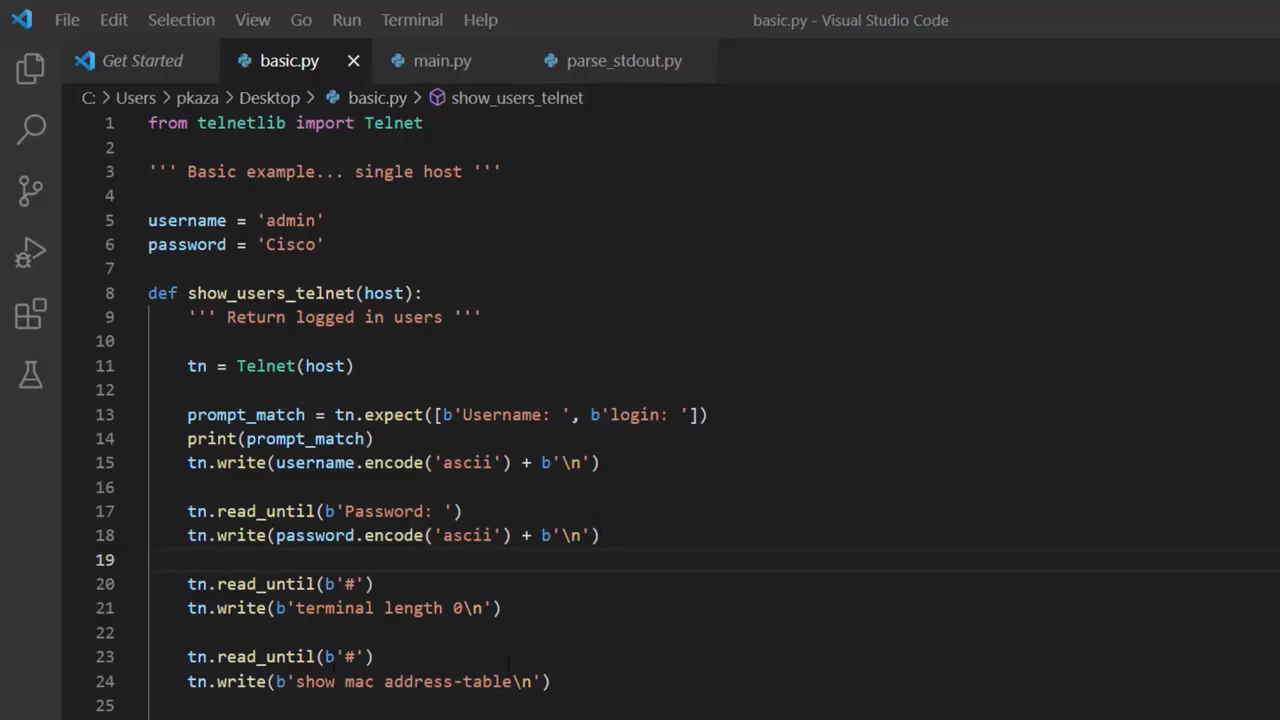 File Edit Selection View Go Run Terminal Help basic.py - Visual Studio Code
Get Started basic.py × main.py parse_stdout.py
C: > Users > pkaza > Desktop > basic.py > show_users_telnet
1 from telnetlib import Telnet
2
3 ''' Basic example... single host '''
4
5 username = 'admin'
6 password = 'Cisco'
7
8 def show_users_telnet(host):
9 ''' Return logged in users '''
10
11 tn = Telnet(host)
12
13 prompt_match = tn.expect([b'Username: ', b'login: '])
14 print(prompt_match)
15 tn.write(username.encode('ascii') + b'\n')
16
17 tn.read_until(b'Password: ')
18 tn.write(password.encode('ascii') + b'\n')
19
20 tn.read_until(b'#')
21 tn.write(b'terminal length 0\n')
22
23 tn.read_until(b'#')
24 tn.write(b'show mac address-table\n')
25